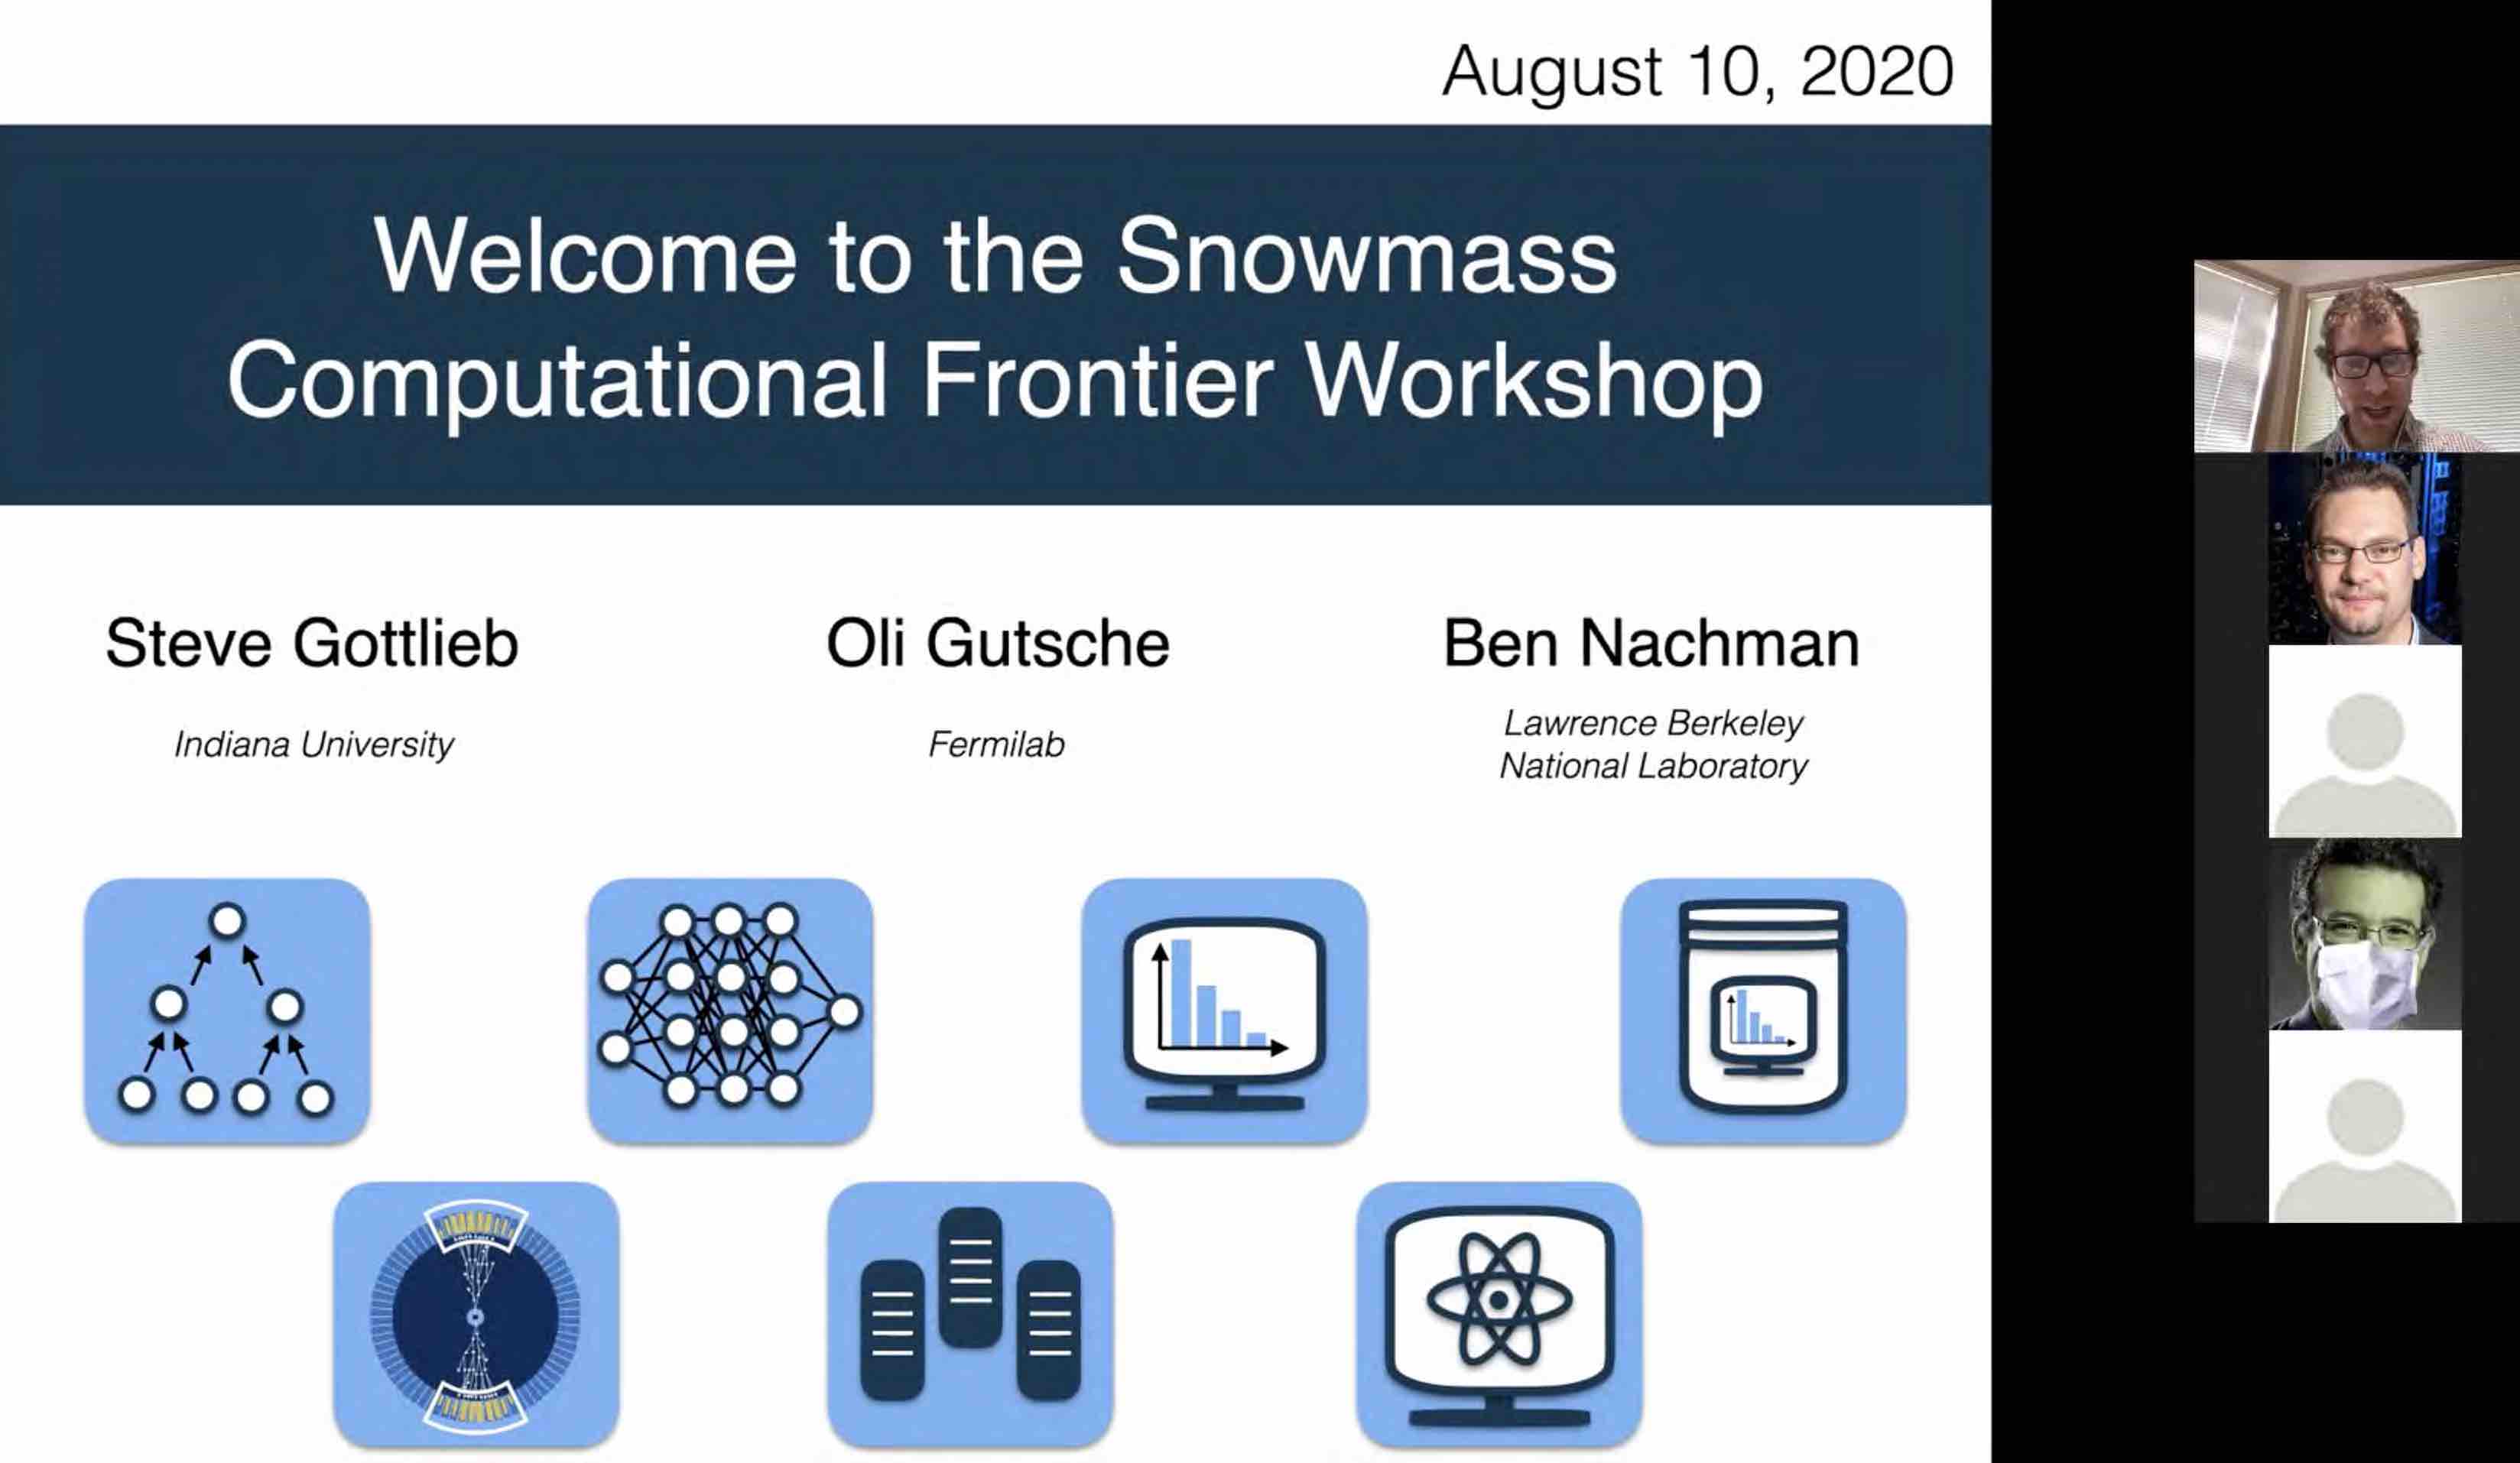 August 10, 2020
Welcome to the Snowmass
Computational Frontier Workshop
Steve Gottlieb
Indiana University
Oli Gutsche
Fermilab
Ben Nachman
Lawrence Berkeley
National Laboratory